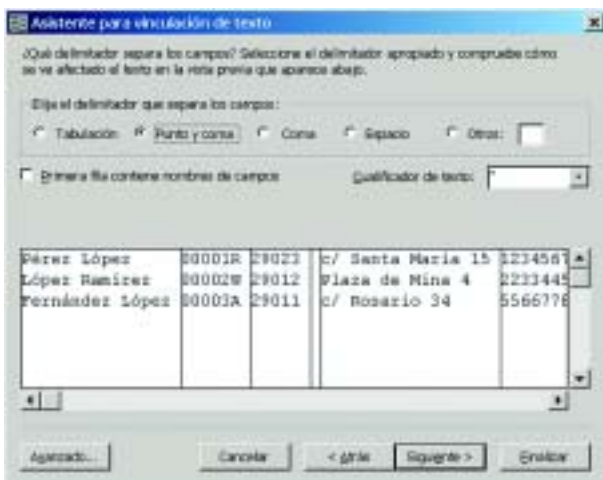 Asistente para vinculación de texto
¿Qué delimitador separa los campos? Seleccione el delimitador apropiado y compruebe cómo
se ve afectado el texto en la vista previa que aparece abajo.
Elija el delimitador que separa los campos:
Tabulación Punto y coma Coma Espacio Otros:
Primera fila contiene nombres de campos Cualificador de texto: "
Pérez López 00001R 29023 c/ Santa María 15 1234567
López Ramírez 00002W 29012 Plaza de Mina 4 2233445
Fernández López 00003A 29011 c/ Rosario 34 5566778
Avanzado... Cancelar < Atrás Siguiente > Finalizar